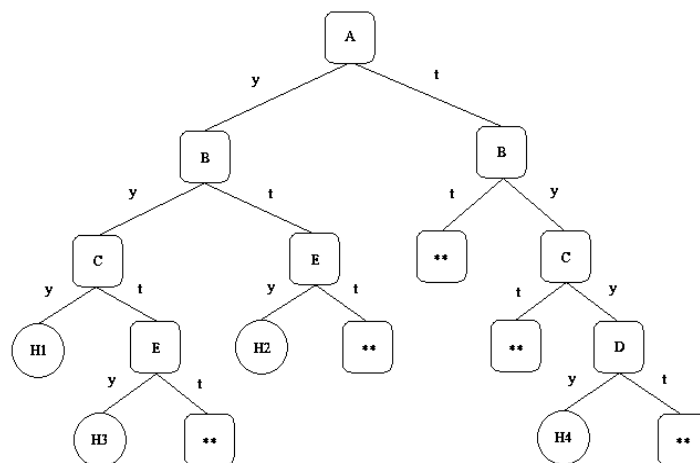 A
y t
B B
y t t y
C E ** C
y t y t t y
H1 E H2 ** ** D
y t y t
H3 ** H4 **